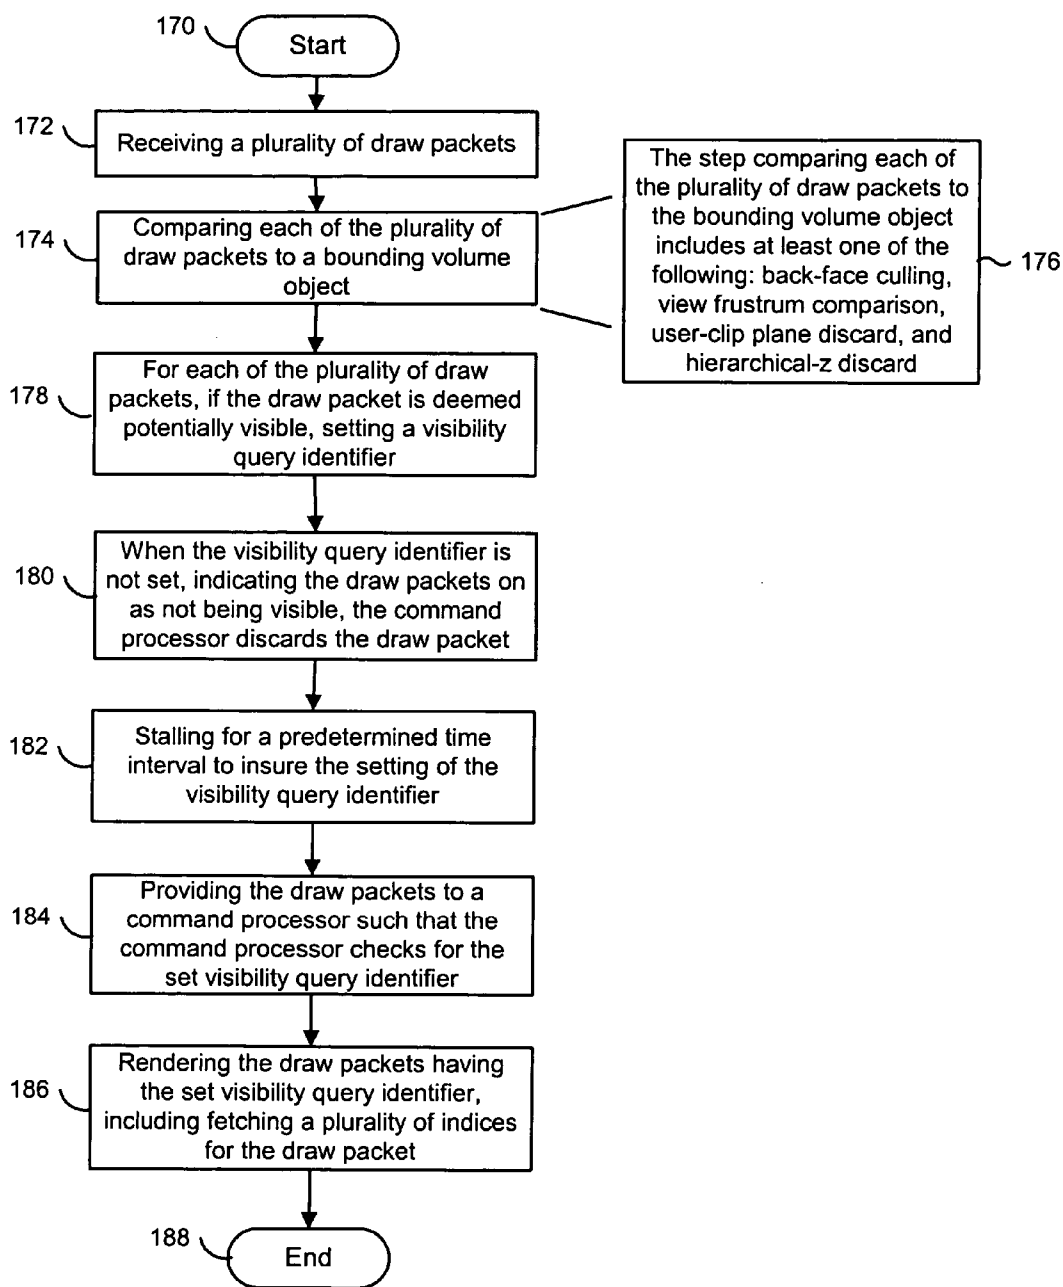 170
Start
172
Receiving a plurality of draw packets
174
Comparing each of the plurality of
draw packets to a bounding volume
object
The step comparing each of
the plurality of draw packets to
the bounding volume object
includes at least one of the
following: back-face culling,
view frustrum comparison,
user-clip plane discard, and
hierarchical-z discard
176
178
For each of the plurality of draw
packets, if the draw packet is deemed
potentially visible, setting a visibility
query identifier
180
When the visibility query identifier is
not set, indicating the draw packets on
as not being visible, the command
processor discards the draw packet
182
Stalling for a predetermined time
interval to insure the setting of the
visibility query identifier
184
Providing the draw packets to a
command processor such that the
command processor checks for the
set visibility query identifier
186
Rendering the draw packets having
the set visibility query identifier,
including fetching a plurality of indices
for the draw packet
188
End